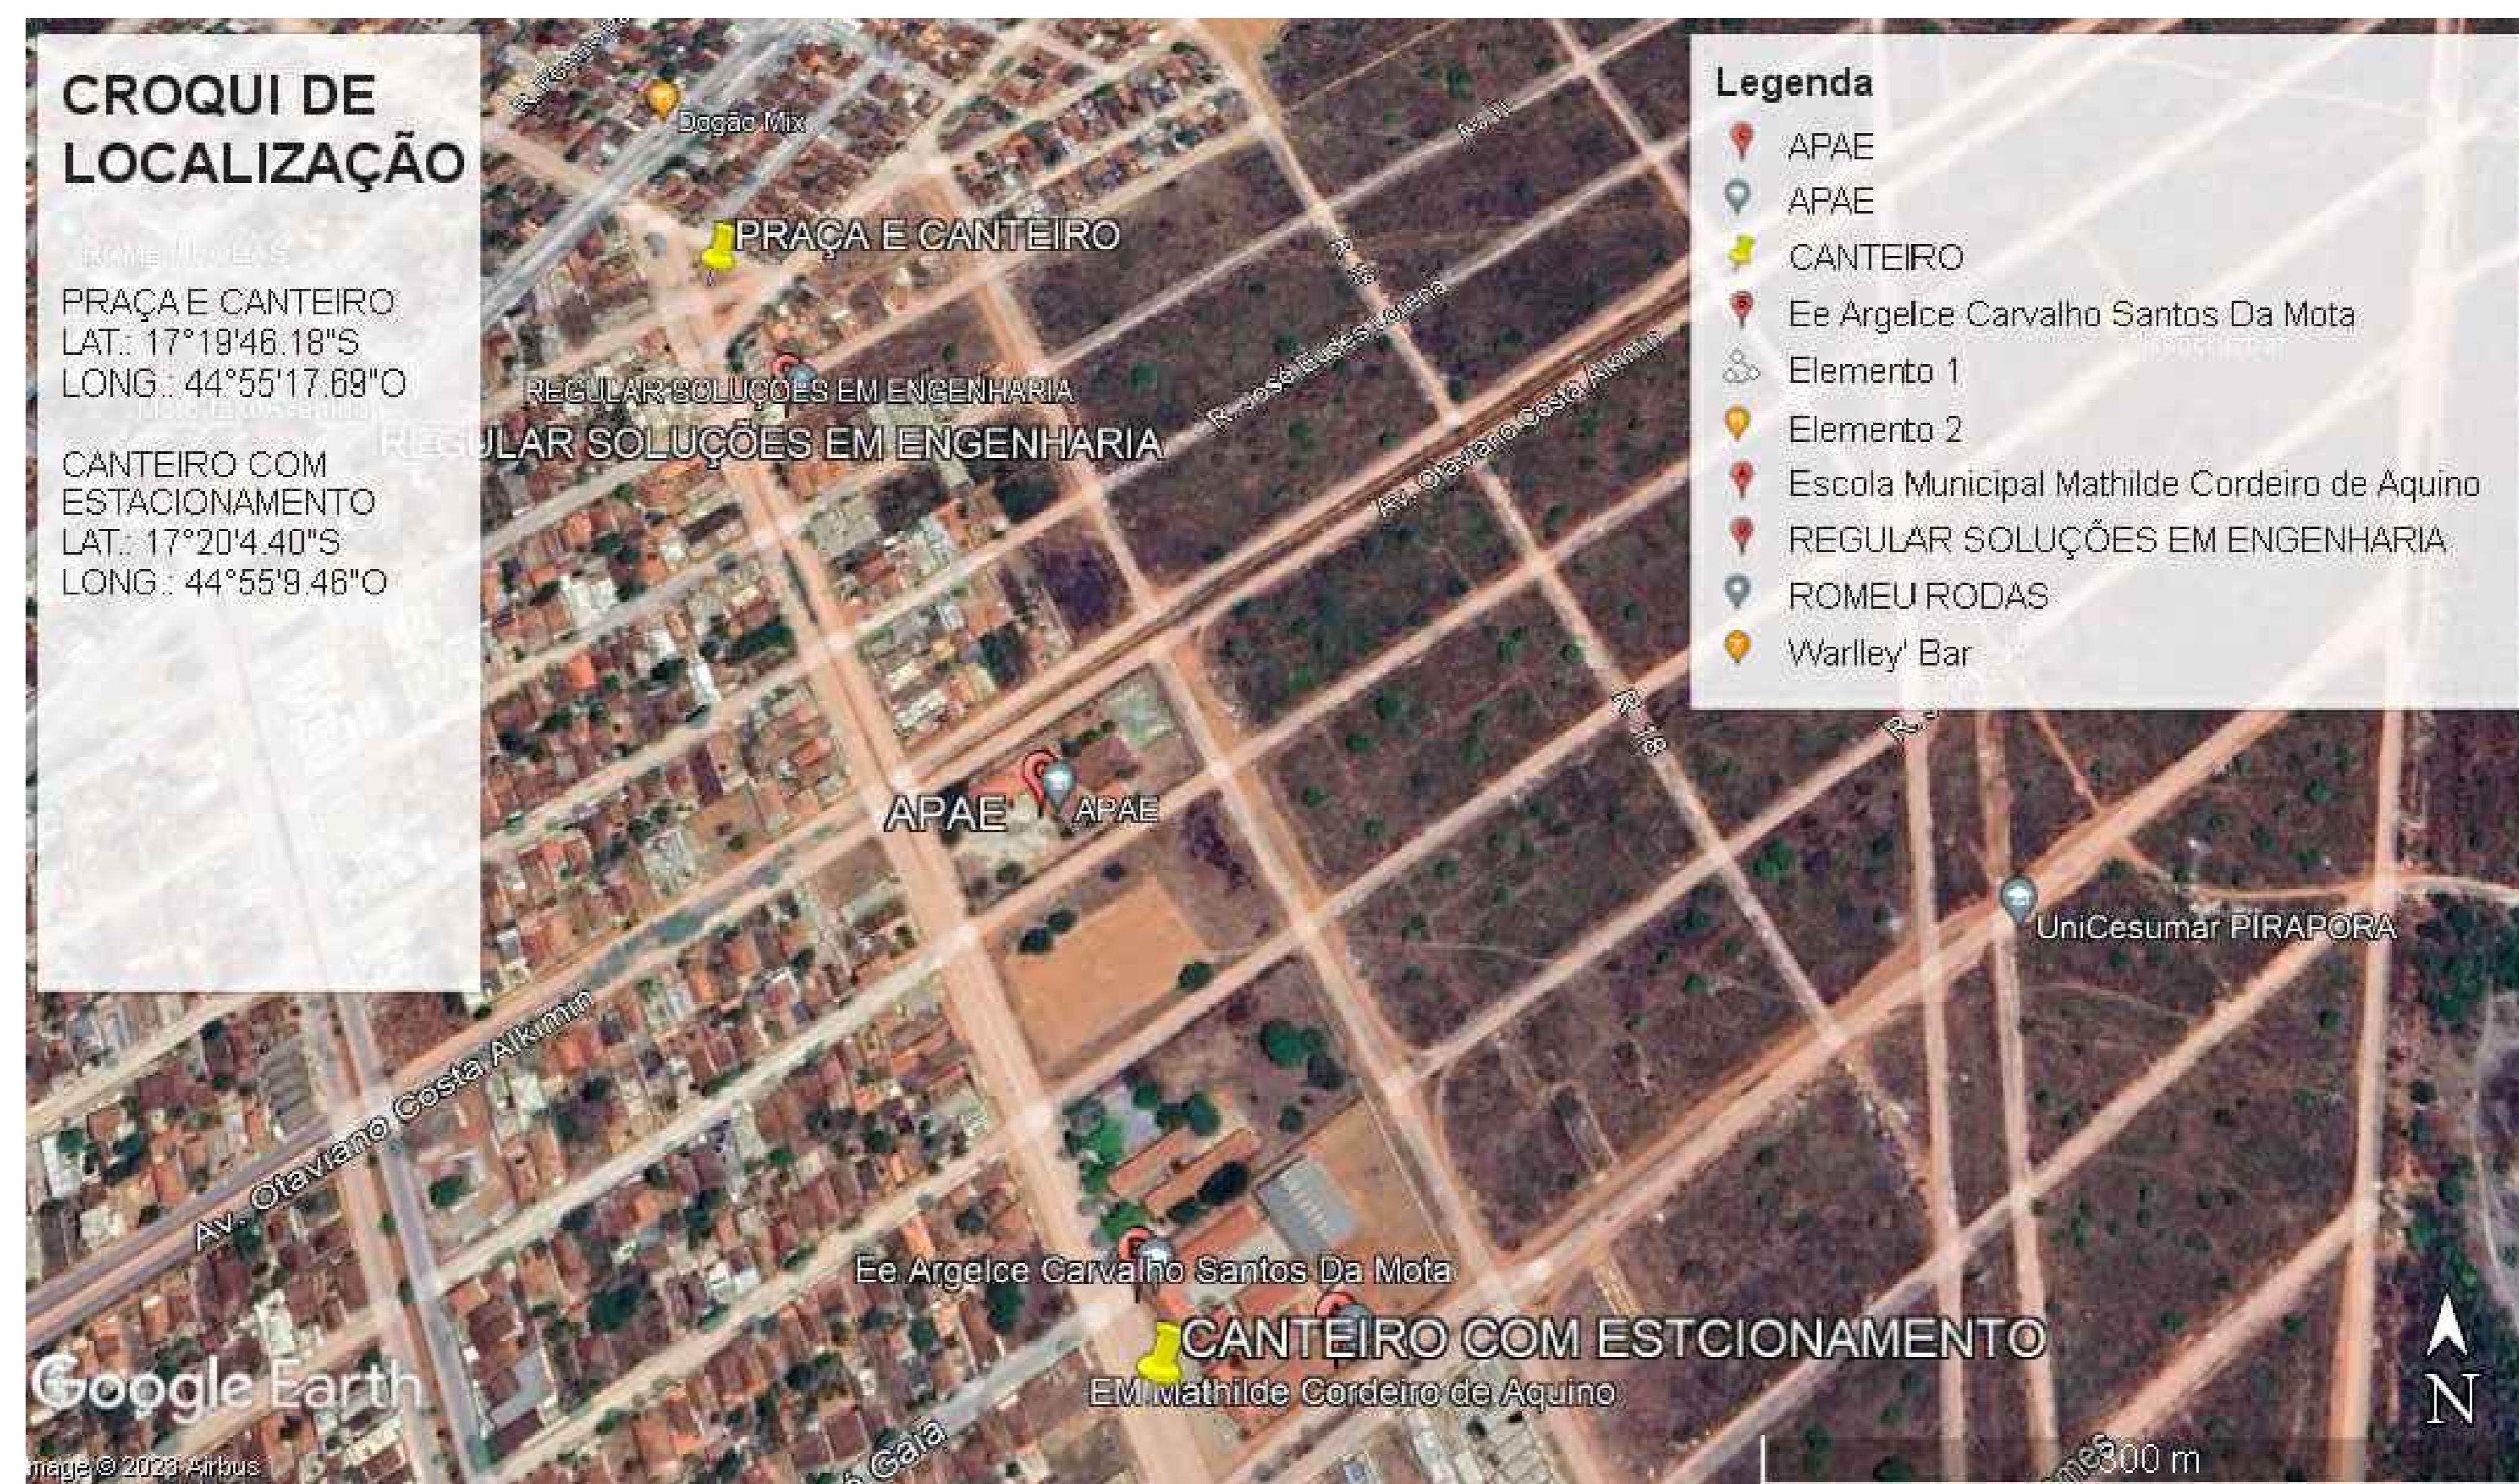 CROQUI DE
LOCALIZAÇÃO
PRAÇA E CANTEIRO
LAT.: 17°19'46.18"S
LONG.: 44°55'17.69"O
CANTEIRO COM
ESTACIONAMENTO
LAT.: 17°20'4.40"S
LONG.: 44°55'9.46"O
Legenda
APAE
APAE
CANTEIRO
Ee Argelce Carvalho Santos Da Mota
Elemento 1
Elemento 2
Escola Municipal Mathilde Cordeiro de Aquino
REGULAR SOLUÇÕES EM ENGENHARIA
ROMEU RODAS
Warlley' Bar
Dogão Mix
PRAÇA E CANTEIRO
REGULAR SOLUÇÕES EM ENGENHARIA
REGULAR SOLUÇÕES EM ENGENHARIA
R. José Eudes Lorena
Av. Otaviano Costa Alkimin
R. 18
APAE
APAE
UniCesumar PIRAPORA
Av. Otaviano Costa Alkimin
Ee Argelce Carvalho Santos Da Mota
CANTEIRO COM ESTCIONAMENTO
EM Mathilde Cordeiro de Aquino
Gaia
Google Earth
Image © 2023 Airbus
300 m
N